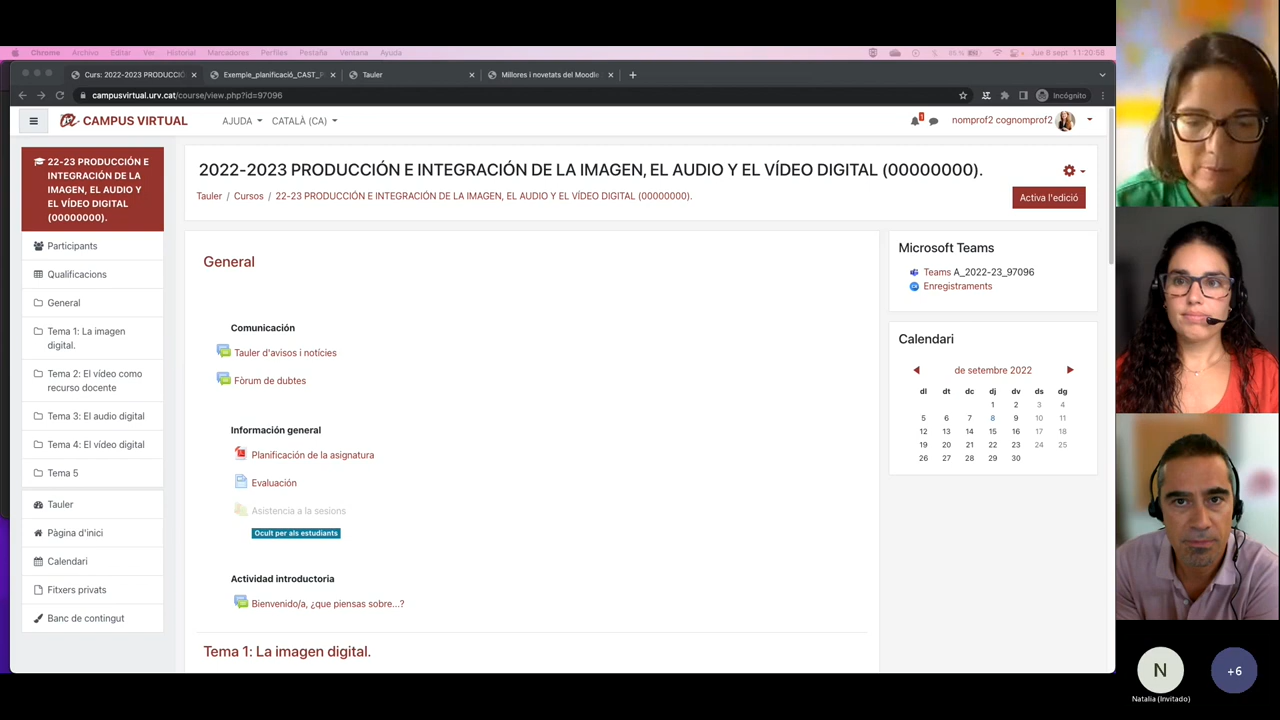 Chrome Archivo Editar Ver Historial Marcadores Perfiles Pestaña Ventana Ayuda
Jue 8 sept 11:20:58
Curs: 2022-2023 PRODUCCIÓ
Exemple_planificació_CAST_P
Tauler
Millores i novetats del Moodle
campusvirtual.urv.cat/course/view.php?id=97096
Incógnito
CAMPUS VIRTUAL
AJUDA
CATALÀ (CA)
nomprof2 cognomprof2
22-23 PRODUCCIÓN E
INTEGRACIÓN DE LA
IMAGEN, EL AUDIO Y
EL VÍDEO DIGITAL
(00000000).
Participants
Qualificacions
General
Tema 1: La imagen
digital.
Tema 2: El vídeo como
recurso docente
Tema 3: El audio digital
Tema 4: El vídeo digital
Tema 5
Tauler
Pàgina d'inici
Calendari
Fitxers privats
Banc de contingut
2022-2023 PRODUCCIÓN E INTEGRACIÓN DE LA IMAGEN, EL AUDIO Y EL VÍDEO DIGITAL (00000000).
Tauler / Cursos / 22-23 PRODUCCIÓN E INTEGRACIÓN DE LA IMAGEN, EL AUDIO Y EL VÍDEO DIGITAL (00000000).
Activa l'edició
General
Comunicación
Tauler d'avisos i notícies
Fòrum de dubtes
Información general
Planificación de la asignatura
Evaluación
Asistencia a la sesions
Ocult per als estudiants
Actividad introductoria
Bienvenido/a, ¿que piensas sobre...?
Tema 1: La imagen digital.
Microsoft Teams
Teams A_2022-23_97096
Enregistraments
Calendari
de setembre 2022
dl dt dc dj dv ds dg
1 2 3 4
5 6 7 8 9 10 11
12 13 14 15 16 17 18
19 20 21 22 23 24 25
26 27 28 29 30
N
+6
Natalia (Invitado)